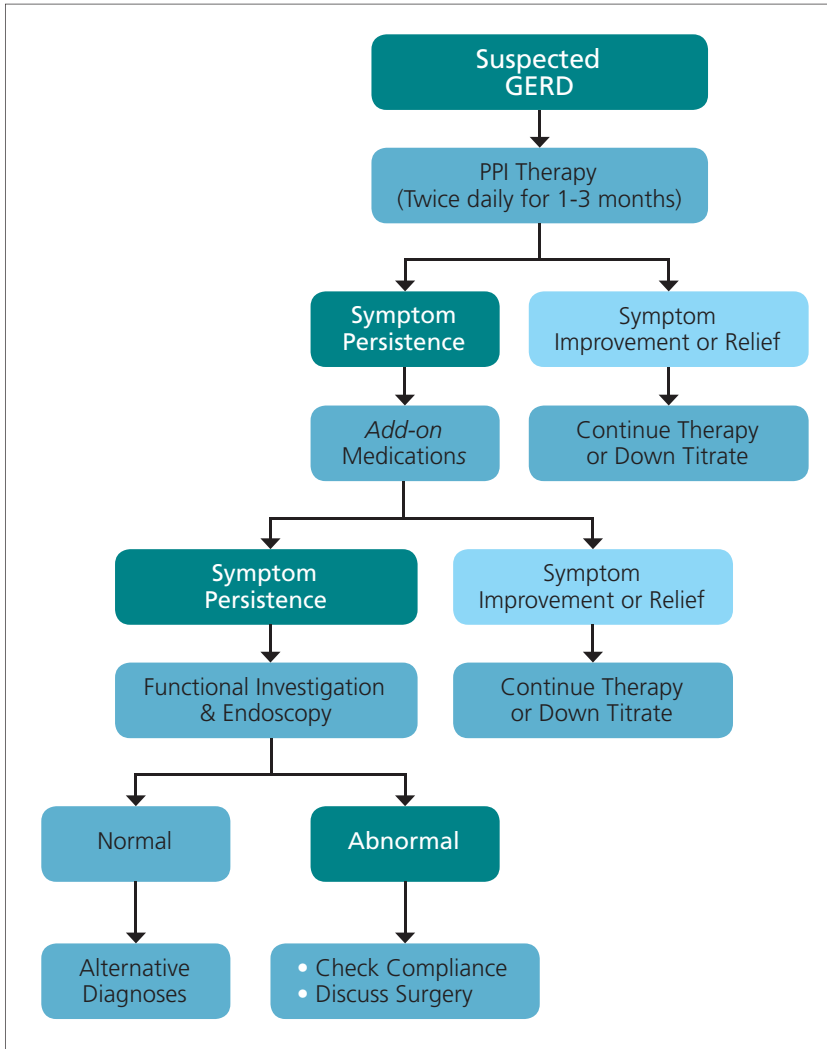 Suspected
GERD
PPI Therapy
(Twice daily for 1-3 months)
Symptom
Persistence
Symptom
Improvement or Relief
Add-on
Medications
Continue Therapy
or Down Titrate
Symptom
Persistence
Symptom
Improvement or Relief
Functional Investigation
& Endoscopy
Continue Therapy
or Down Titrate
Normal
Abnormal
Alternative
Diagnoses
• Check Compliance
• Discuss Surgery